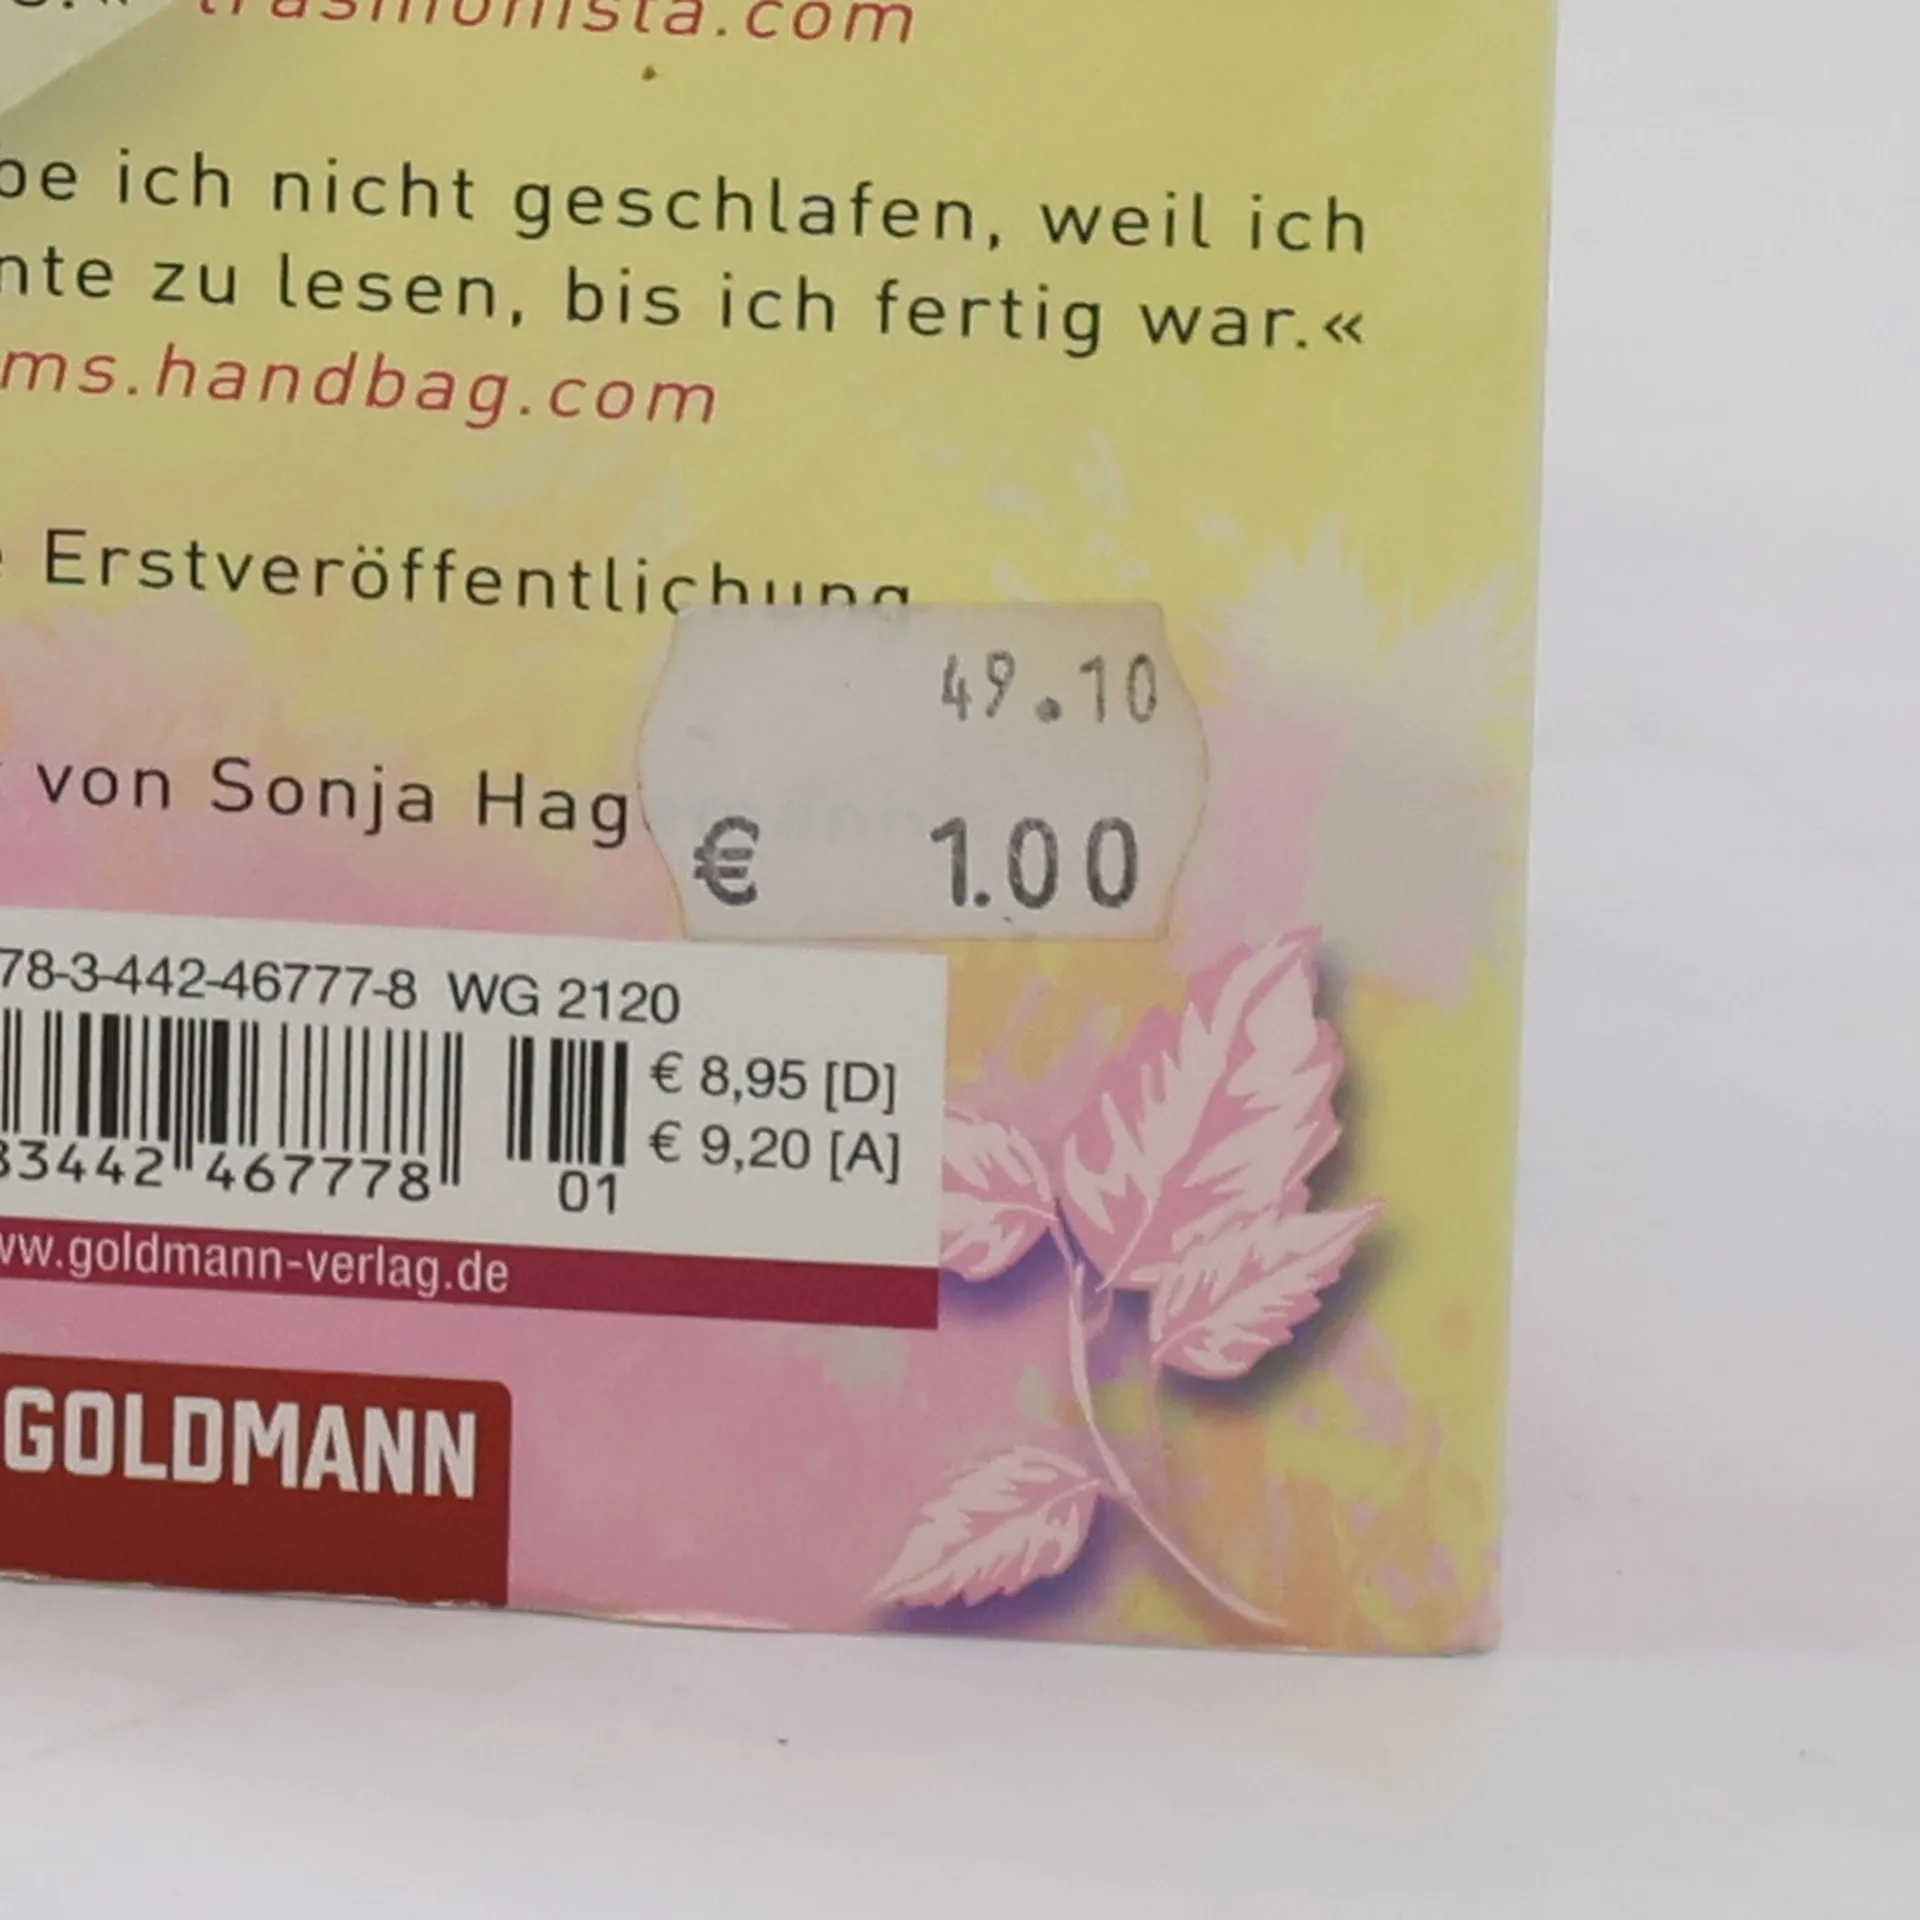 trashionista.com
be ich nicht geschlafen, weil ich
nte zu lesen, bis ich fertig war.«
ms.handbag.com
Erstveröffentlichung
49.10
€ 1.00
von Sonja Hag
78-3-442-46777-8 WG 2120
€ 8,95 [D]
€ 9,20 [A]
33442 467778
01
ww.goldmann-verlag.de
GOLDMANN